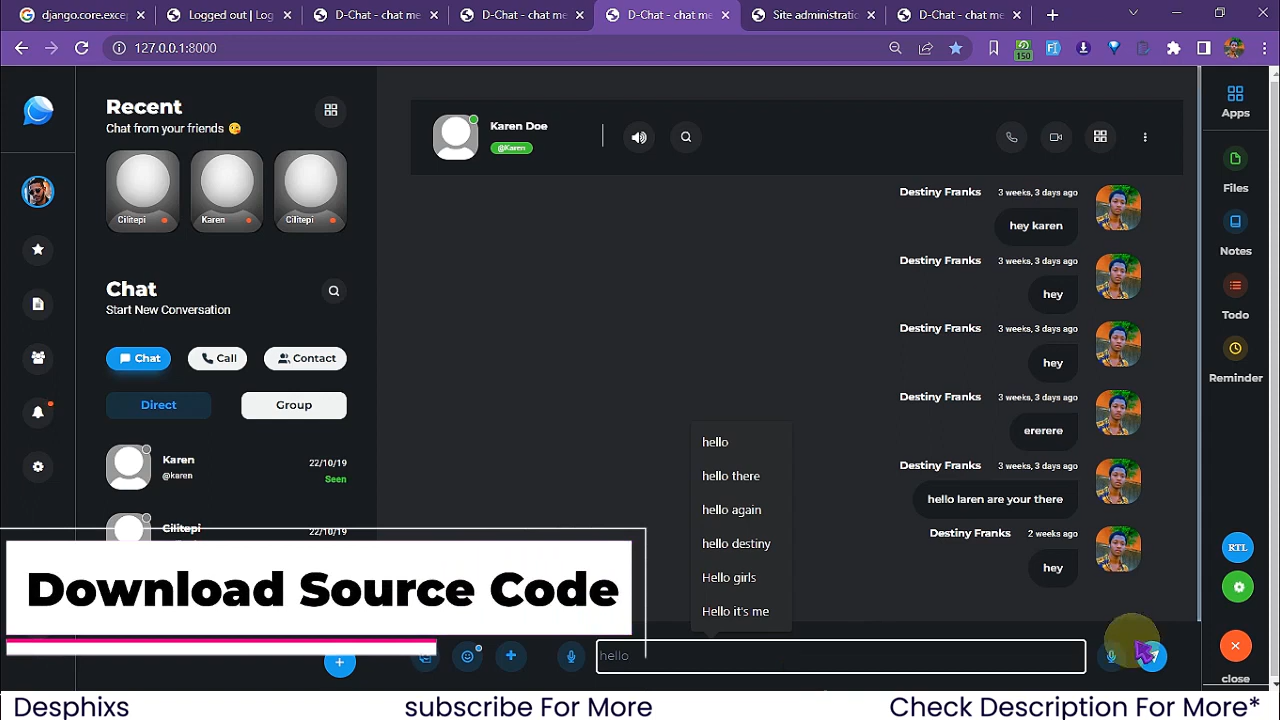 django.core.excep
Logged out | Log
D-Chat - chat me
D-Chat - chat me
D-Chat - chat me
Site administratic
D-Chat - chat me
127.0.0.1:8000
150
Recent
Chat from your friends
Cilitepi
Karen
Cilitepi
Chat
Start New Conversation
Chat
Call
Contact
Direct
Group
Karen
@karen
22/10/19
Seen
Cilitepi
22/10/19
Karen Doe
@Karen
Destiny Franks 3 weeks, 3 days ago
hey karen
Destiny Franks 3 weeks, 3 days ago
hey
Destiny Franks 3 weeks, 3 days ago
hey
Destiny Franks 3 weeks, 3 days ago
ererere
Destiny Franks 3 weeks, 3 days ago
hello laren are your there
Destiny Franks 2 weeks ago
hey
hello
hello there
hello again
hello destiny
Hello girls
Hello it's me
hello
Apps
Files
Notes
Todo
Reminder
RTL
close
Download Source Code
Desphixs
subscribe For More
Check Description For More*